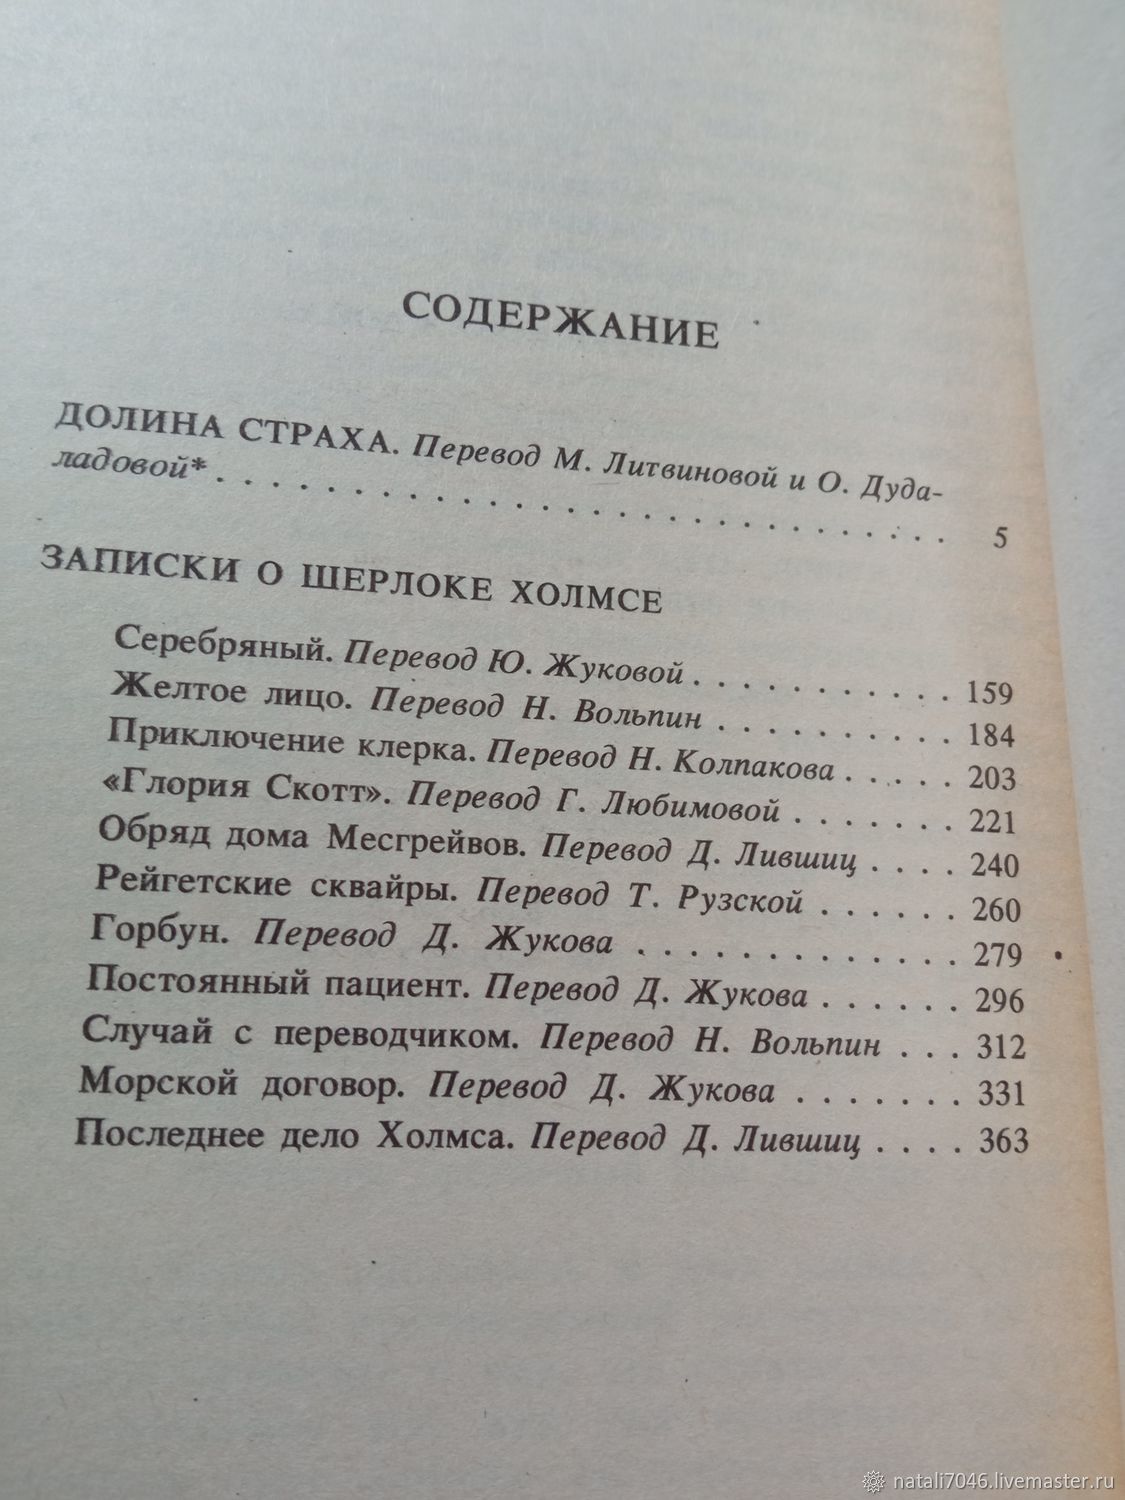 СОДЕРЖАНИЕ
ДОЛИНА СТРАХА. Перевод М. Литвиновой и О. Дуда-
ладовой* . . . . . . . . . . . . . . . . . . . . . . . . . . . . 5
ЗАПИСКИ О ШЕРЛОКЕ ХОЛМСЕ
Серебряный. Перевод Ю. Жуковой . . . . . . . . . . . 159
Желтое лицо. Перевод Н. Вольпин . . . . . . . . . . 184
Приключение клерка. Перевод Н. Колпакова . . . . . 203
«Глория Скотт». Перевод Г. Любимовой . . . . . . . 221
Обряд дома Месгрейвов. Перевод Д. Лившиц . . . . 240
Рейгетские сквайры. Перевод Т. Рузской . . . . . . 260
Горбун. Перевод Д. Жукова . . . . . . . . . . . . . 279
Постоянный пациент. Перевод Д. Жукова . . . . . . 296
Случай с переводчиком. Перевод Н. Вольпин . . . 312
Морской договор. Перевод Д. Жукова . . . . . . . 331
Последнее дело Холмса. Перевод Д. Лившиц . . . . 363
natali7046.livemaster.ru